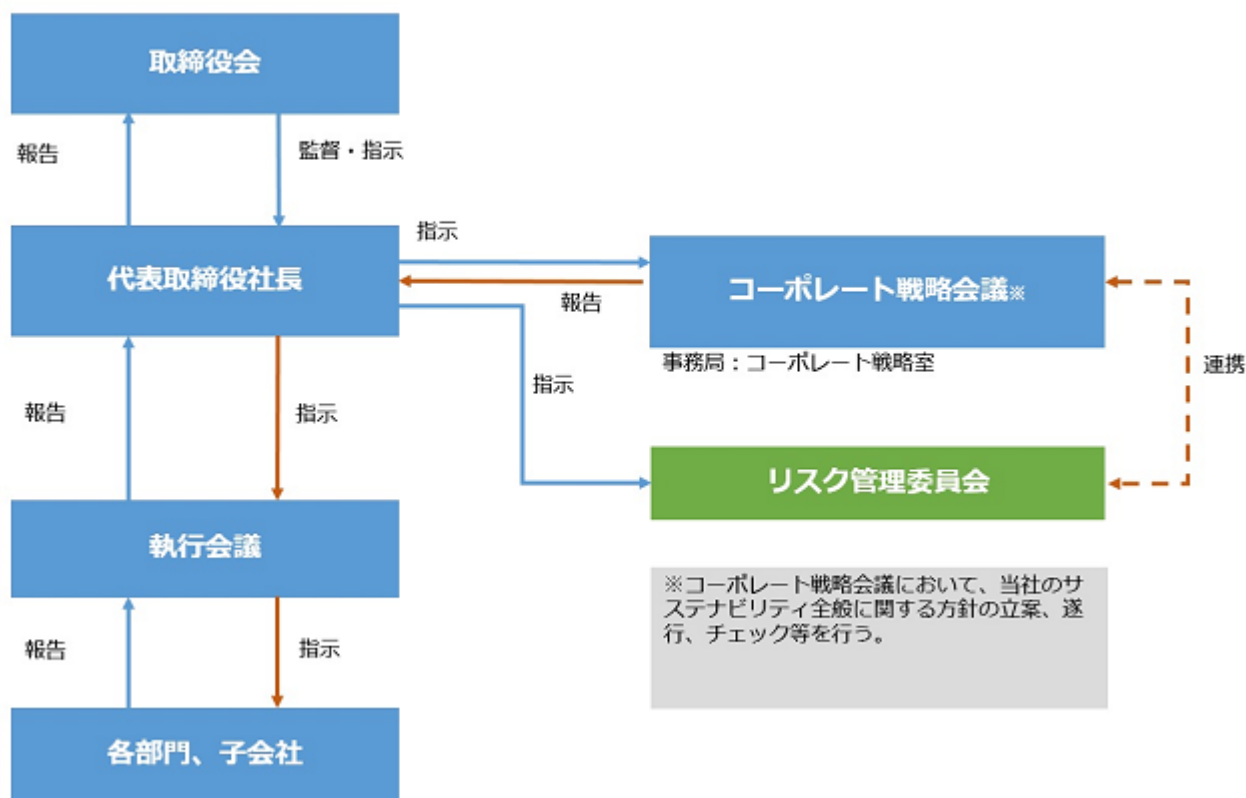 取締役会
報告
監督・指示
代表取締役社長
指示
報告
コーポレート戦略会議※
事務局：コーポレート戦略室
連携
指示
報告
指示
リスク管理委員会
執行会議
※コーポレート戦略会議において、当社のサ
ステナビリティ全般に関する方針の立案、遂
行、チェック等を行う。
報告
指示
各部門、子会社